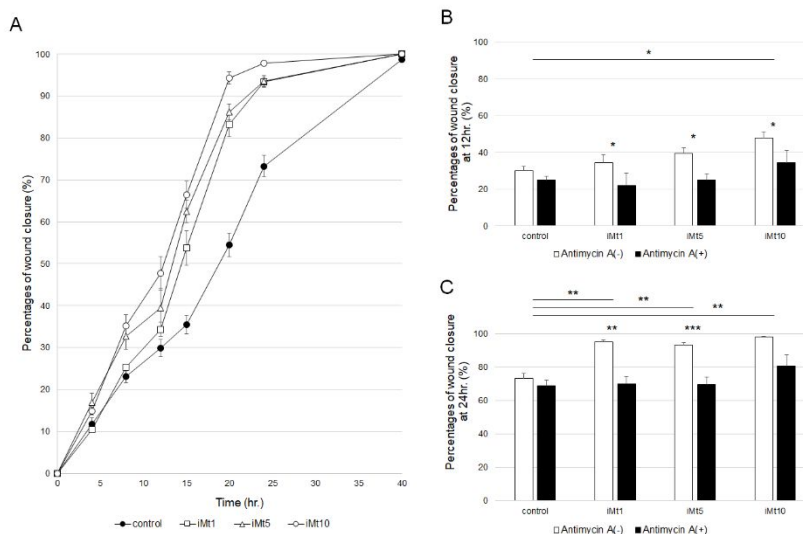 A
Percentages of wound closure (%)
100
90
80
70
60
50
40
30
20
10
0
0 5 10 15 20 25 30 35 40
Time (hr.)
control iMt1 iMt5 iMt10
B
Percentages of wound closure
at 12hr. (%)
100
80
60
40
20
0
*
* * *
control iMt1 iMt5 iMt10
Antimycin A(-) Antimycin A(+)
C
Percentages of wound closure
at 24hr. (%)
100
80
60
40
20
0
**
**
**
** ***
control iMt1 iMt5 iMt10
Antimycin A(-) Antimycin A(+)